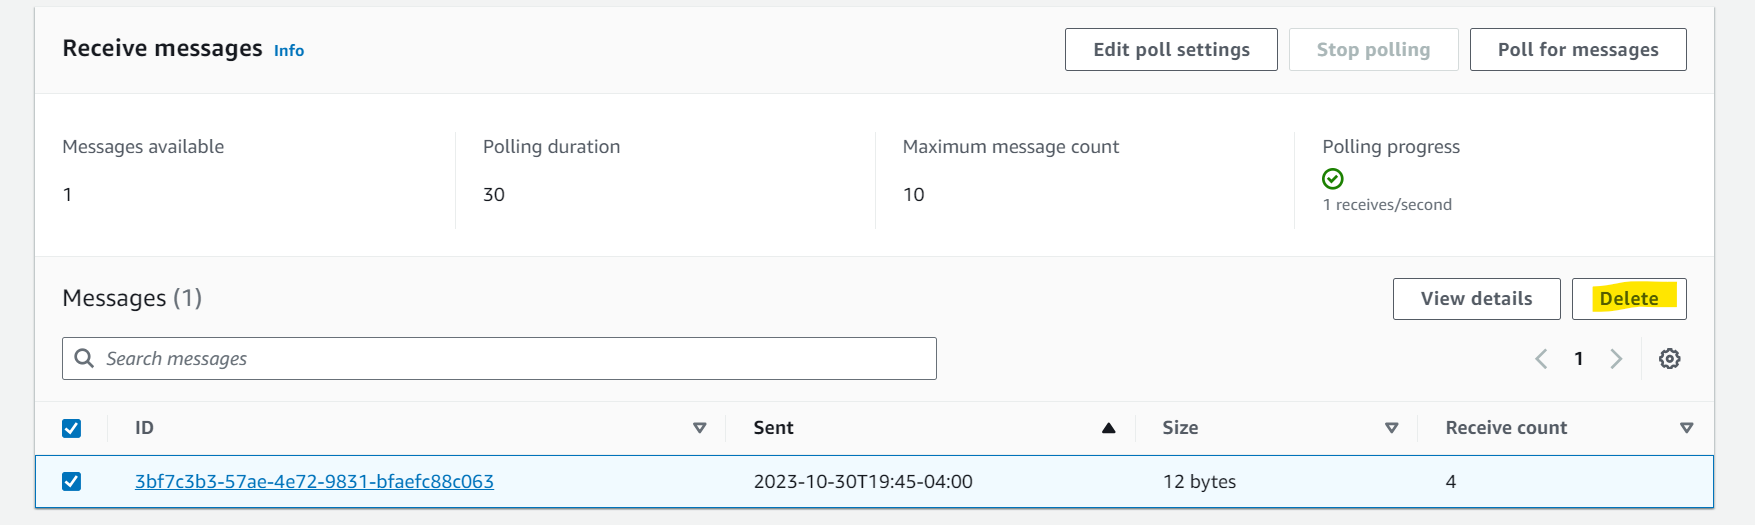 Receive messages Info
Edit poll settings Stop polling Poll for messages
Messages available Polling duration Maximum message count Polling progress
1 30 10
1 receives/second
Messages (1)
View details Delete
Search messages
1
ID Sent Size Receive count
3bf7c3b3-57ae-4e72-9831-bfaefc88c063 2023-10-30T19:45-04:00 12 bytes 4